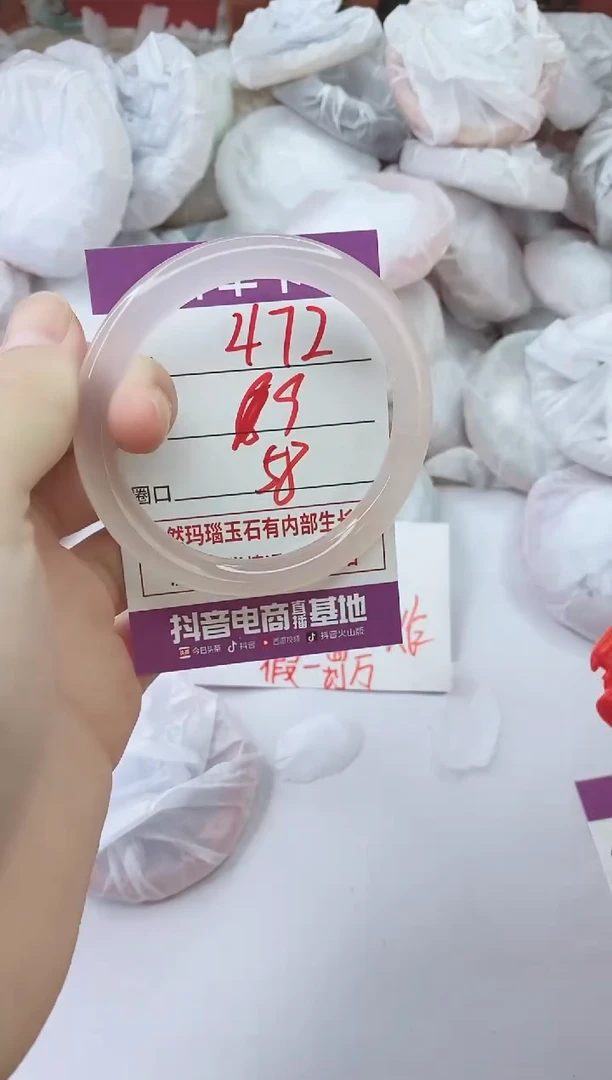 472
9
58
圈口
然玛瑙玉石有内部生长
抖音电商直播基地
今日头条 抖音 西瓜视频 抖音火山版
假一罚万